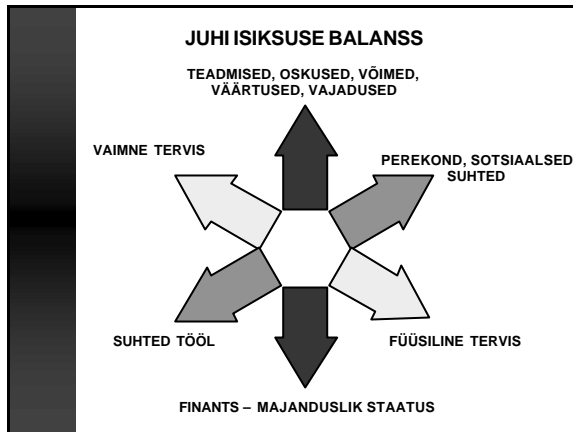 JUHI ISIKSUSE BALANSS
TEADMISED, OSKUSED, VÕIMED,
VÄÄRTUSED, VAJADUSED
VAIMNE TERVIS
PEREKOND, SOTSIAALSED
SUHTED
SUHTED TÖÖL
FÜÜSILINE TERVIS
FINANTS – MAJANDUSLIK STAATUS